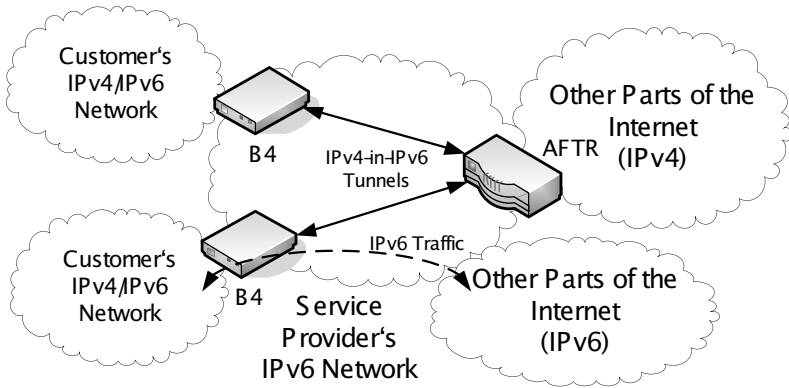 Customer‘s
IPv4/IPv6
Network
B4
IPv4-in-IPv6
Tunnels
AFTR
Other Parts of the
Internet
(IPv4)
Customer‘s
IPv4/IPv6
Network
B4
IPv6 Traffic
Service
Provider‘s
IPv6 Network
Other Parts of the
Internet
(IPv6)